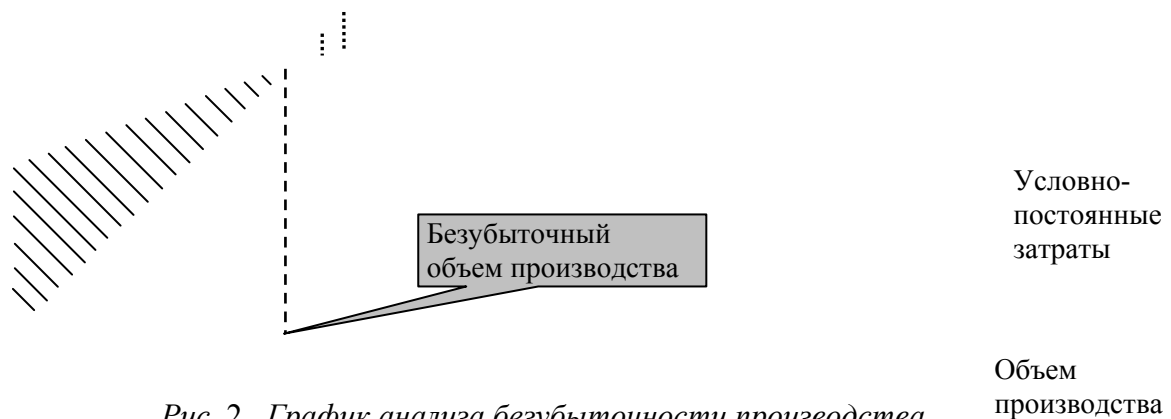 Условно-
постоянные
затраты
Безубыточный
объем производства
Объем
производства
Рис. 2. График анализа безубыточности производства